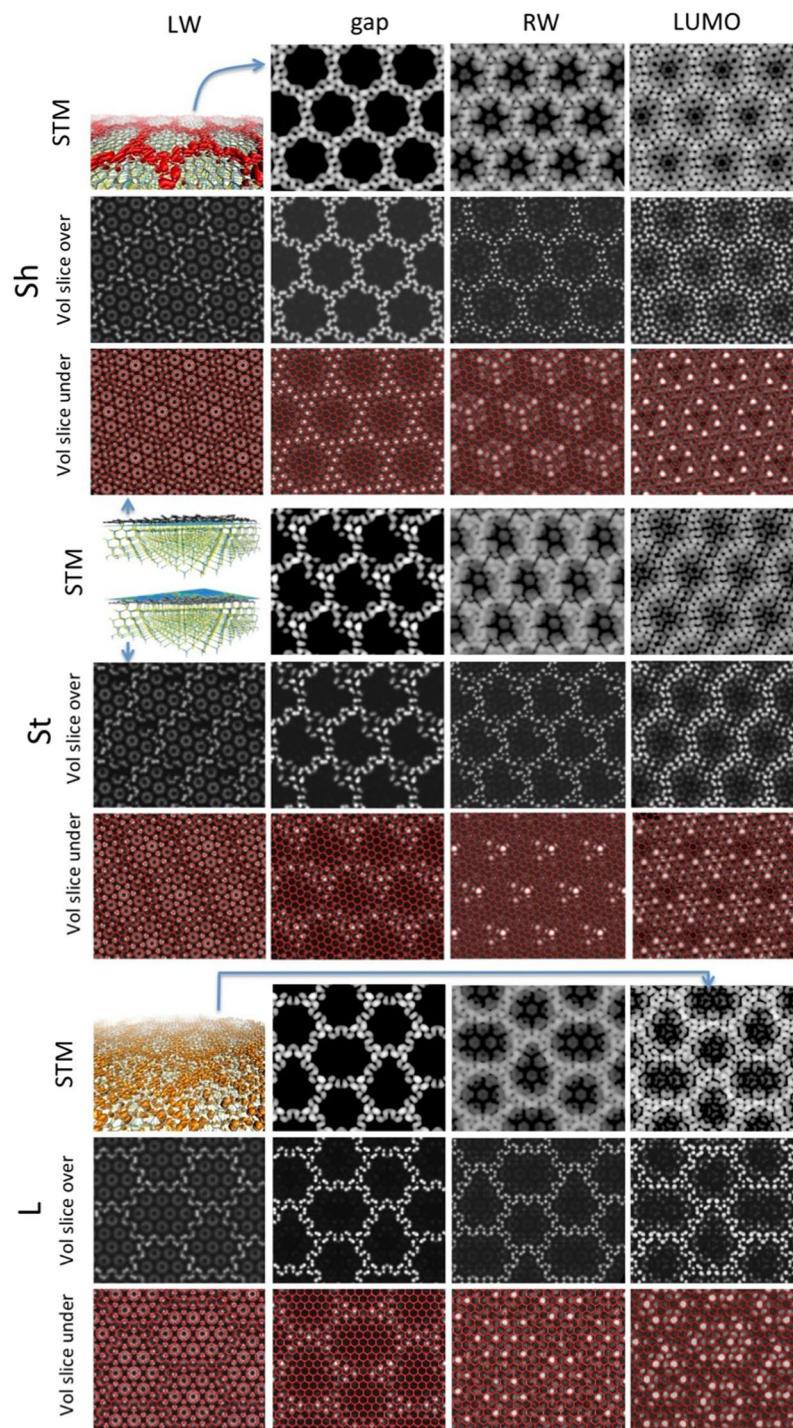 LW gap RW LUMO
Sh
STM
Vol slice over
Vol slice under
St
STM
Vol slice over
Vol slice under
L
STM
Vol slice over
Vol slice under